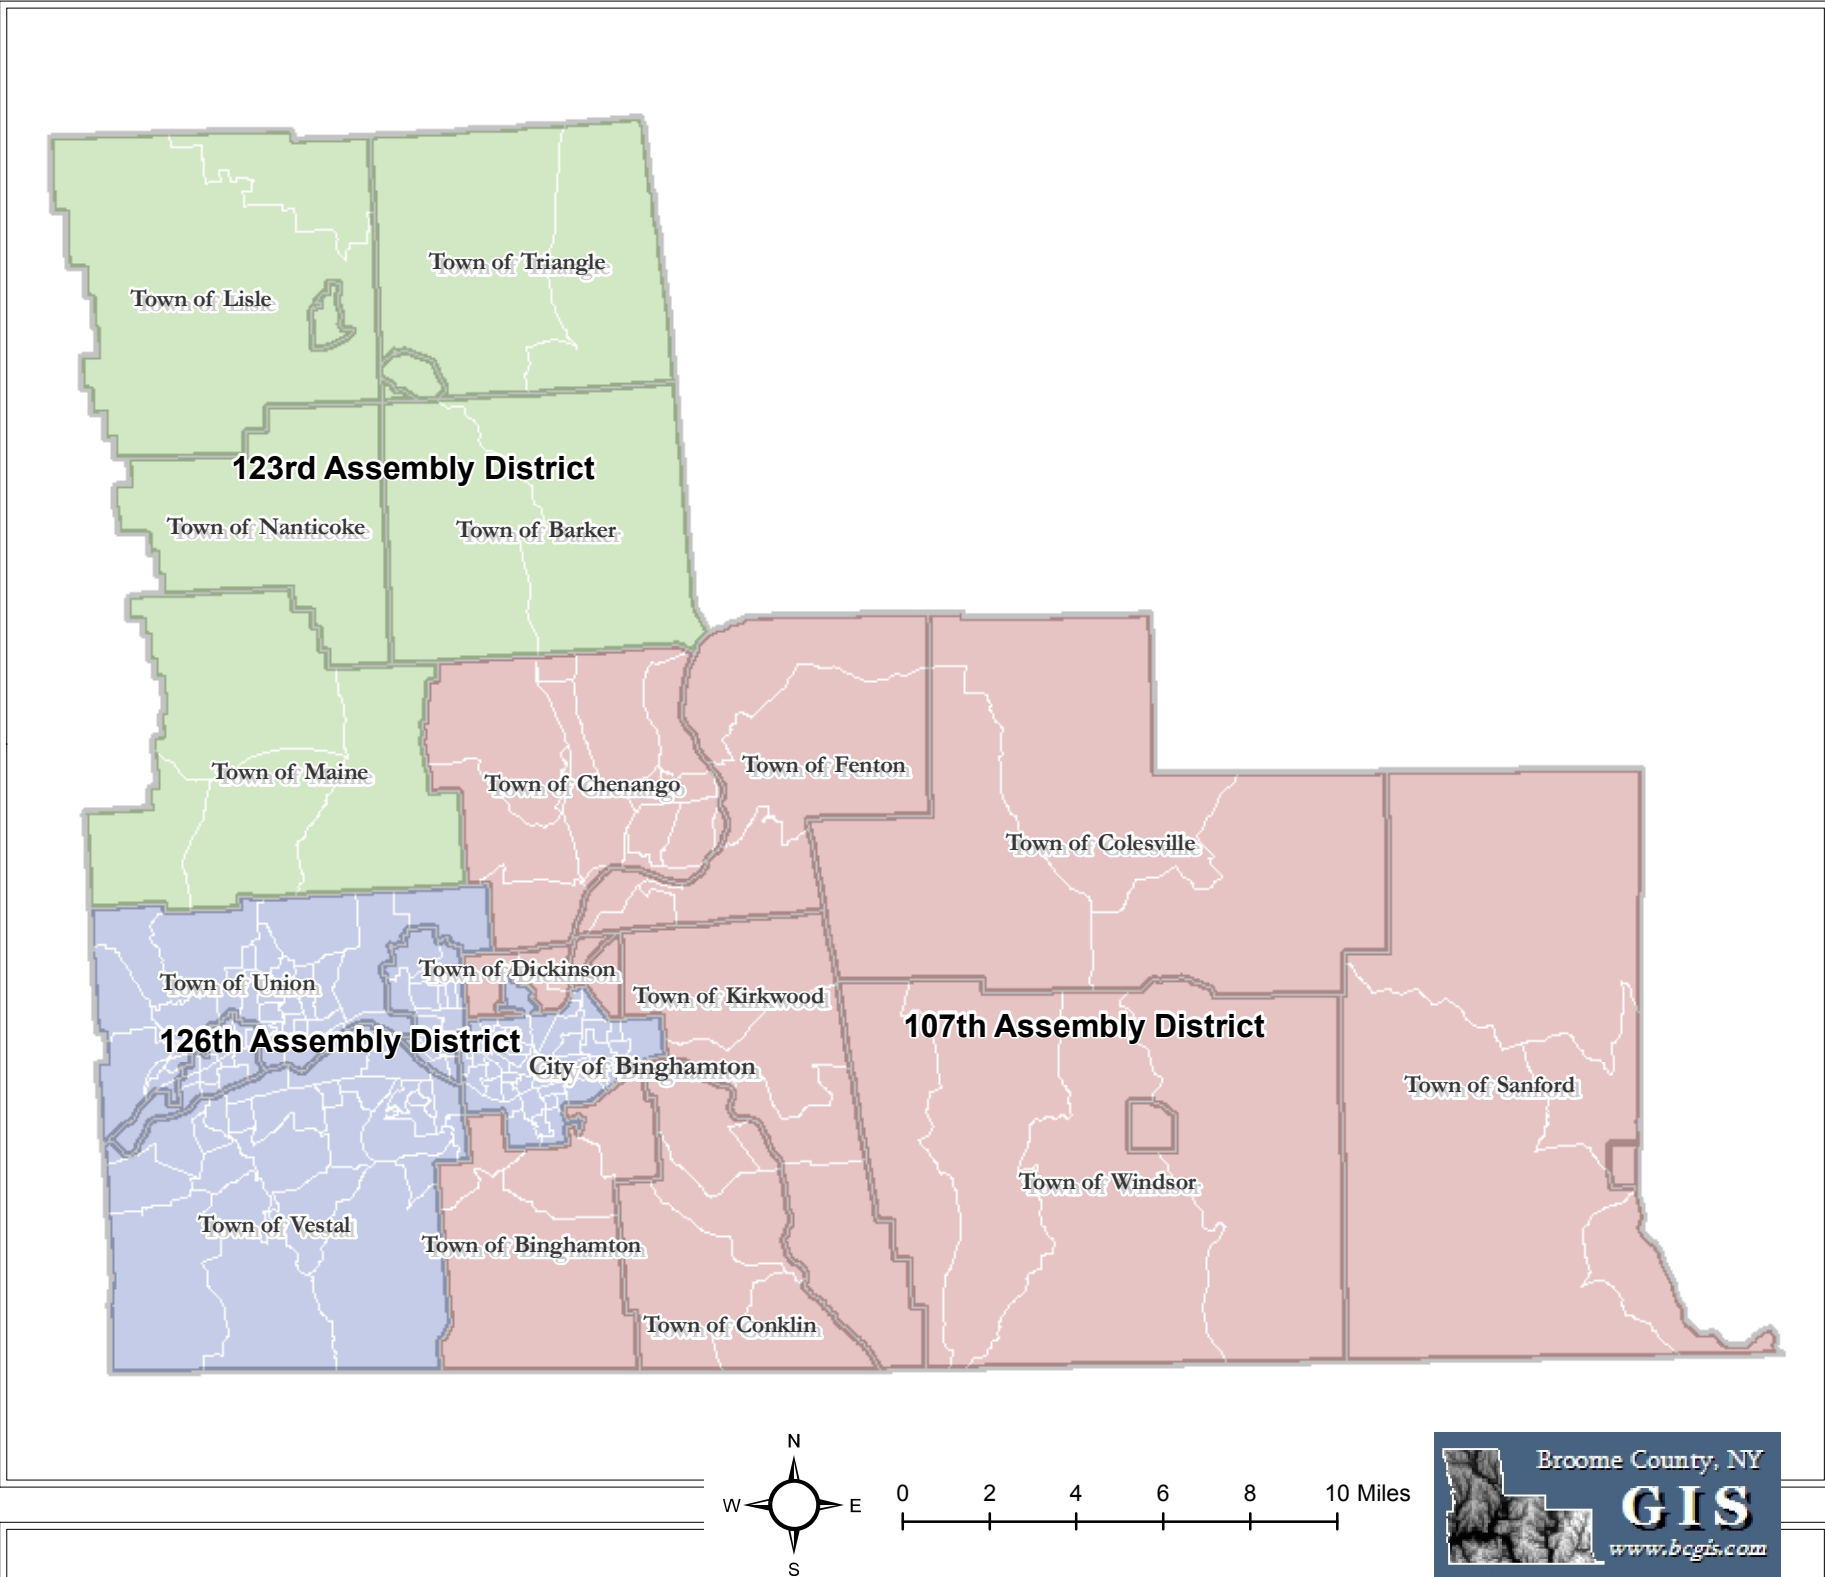 Town of Triangle
Town of Lisle
123rd Assembly District
Town of Nanticoke
Town of Barker
Town of Maine
Town of Chenango
Town of Fenton
Town of Colesville
Town of Union
Town of Dickinson
Town of Kirkwood
126th Assembly District
107th Assembly District
City of Binghamton
Town of Sanford
Town of Windsor
Town of Vestal
Town of Binghamton
Town of Conklin
N
W
E
S
0 2 4 6 8 10 Miles
Broome County, NY
GIS
www.bcgis.com